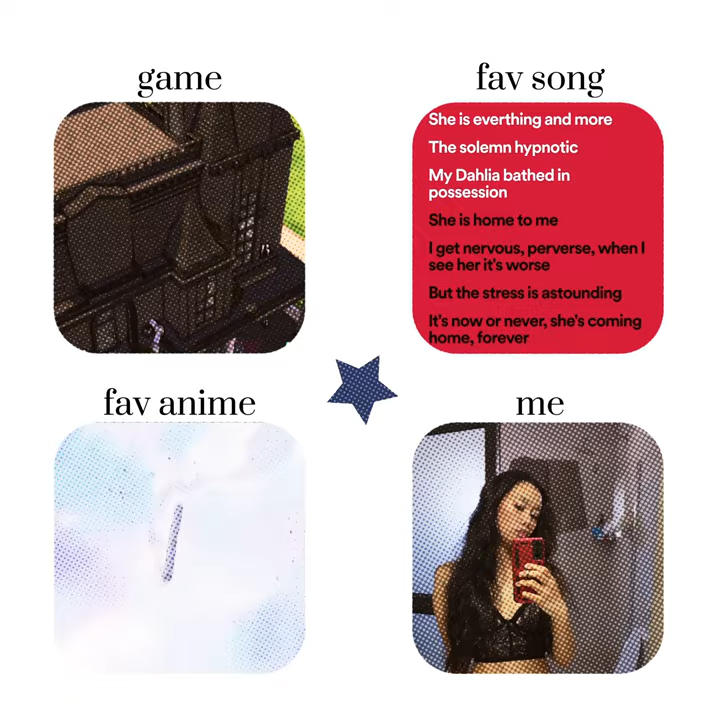 game
fav song
She is everthing and more
The solemn hypnotic
My Dahlia bathed in
possession
She is home to me
I get nervous, perverse, when I
see her it's worse
But the stress is astounding
It's now or never, she's coming
home, forever
fav anime
me